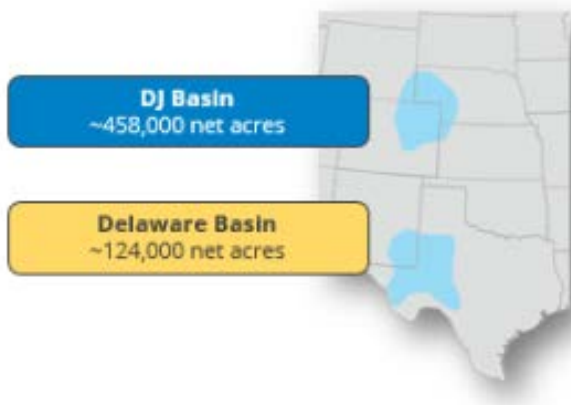 DJ Basin
~458,000 net acres
Delaware Basin
~124,000 net acres